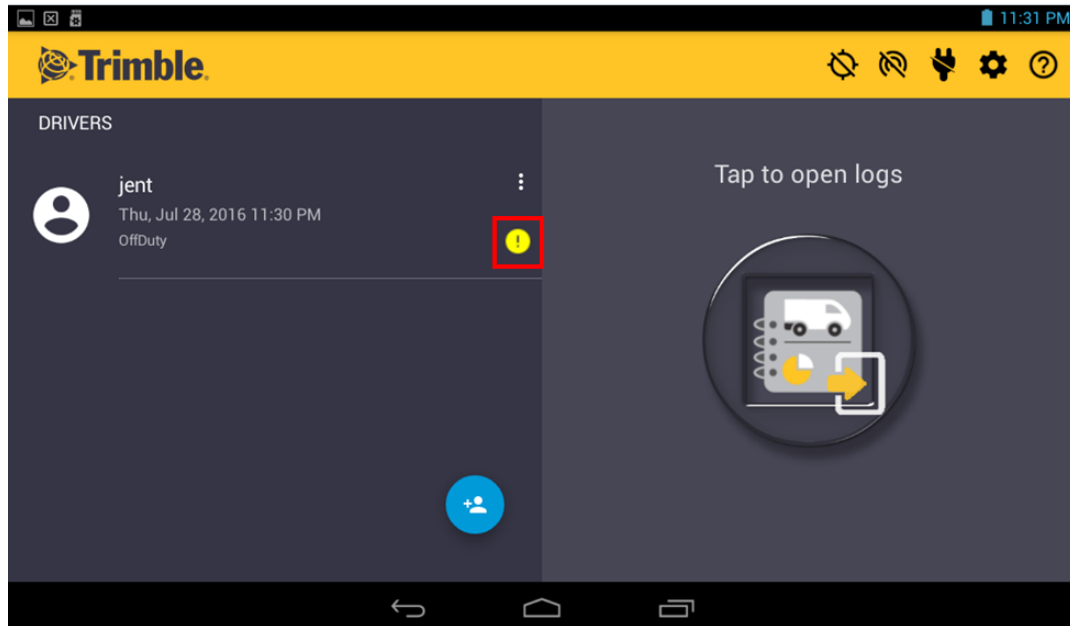 11:31 PM
Trimble.
DRIVERS
jent
Thu, Jul 28, 2016 11:30 PM
OffDuty
Tap to open logs